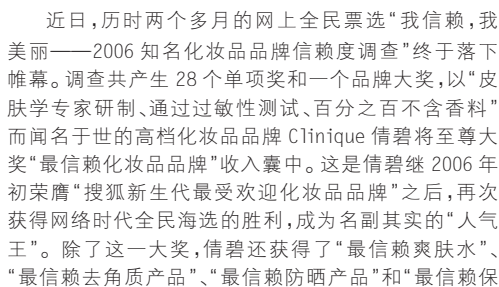 近日，历时两个多月的网上全民票选“我信赖，我
美丽——2006 知名化妆品品牌信赖度调查”终于落下
帷幕。调查共产生 28 个单项奖和一个品牌大奖，以“皮
肤学专家研制、通过过敏性测试、百分之百不含香料”
而闻名于世的高档化妆品品牌 Clinique 倩碧将至尊大
奖“最信赖化妆品品牌”收入囊中。这是倩碧继 2006 年
初荣膺“搜狐新生代最受欢迎化妆品品牌”之后，再次
获得网络时代全民海选的胜利，成为名副其实的“人气
王”。除了这一大奖，倩碧还获得了“最信赖爽肤水”、
“最信赖去角质产品”、“最信赖防晒产品”和“最信赖保